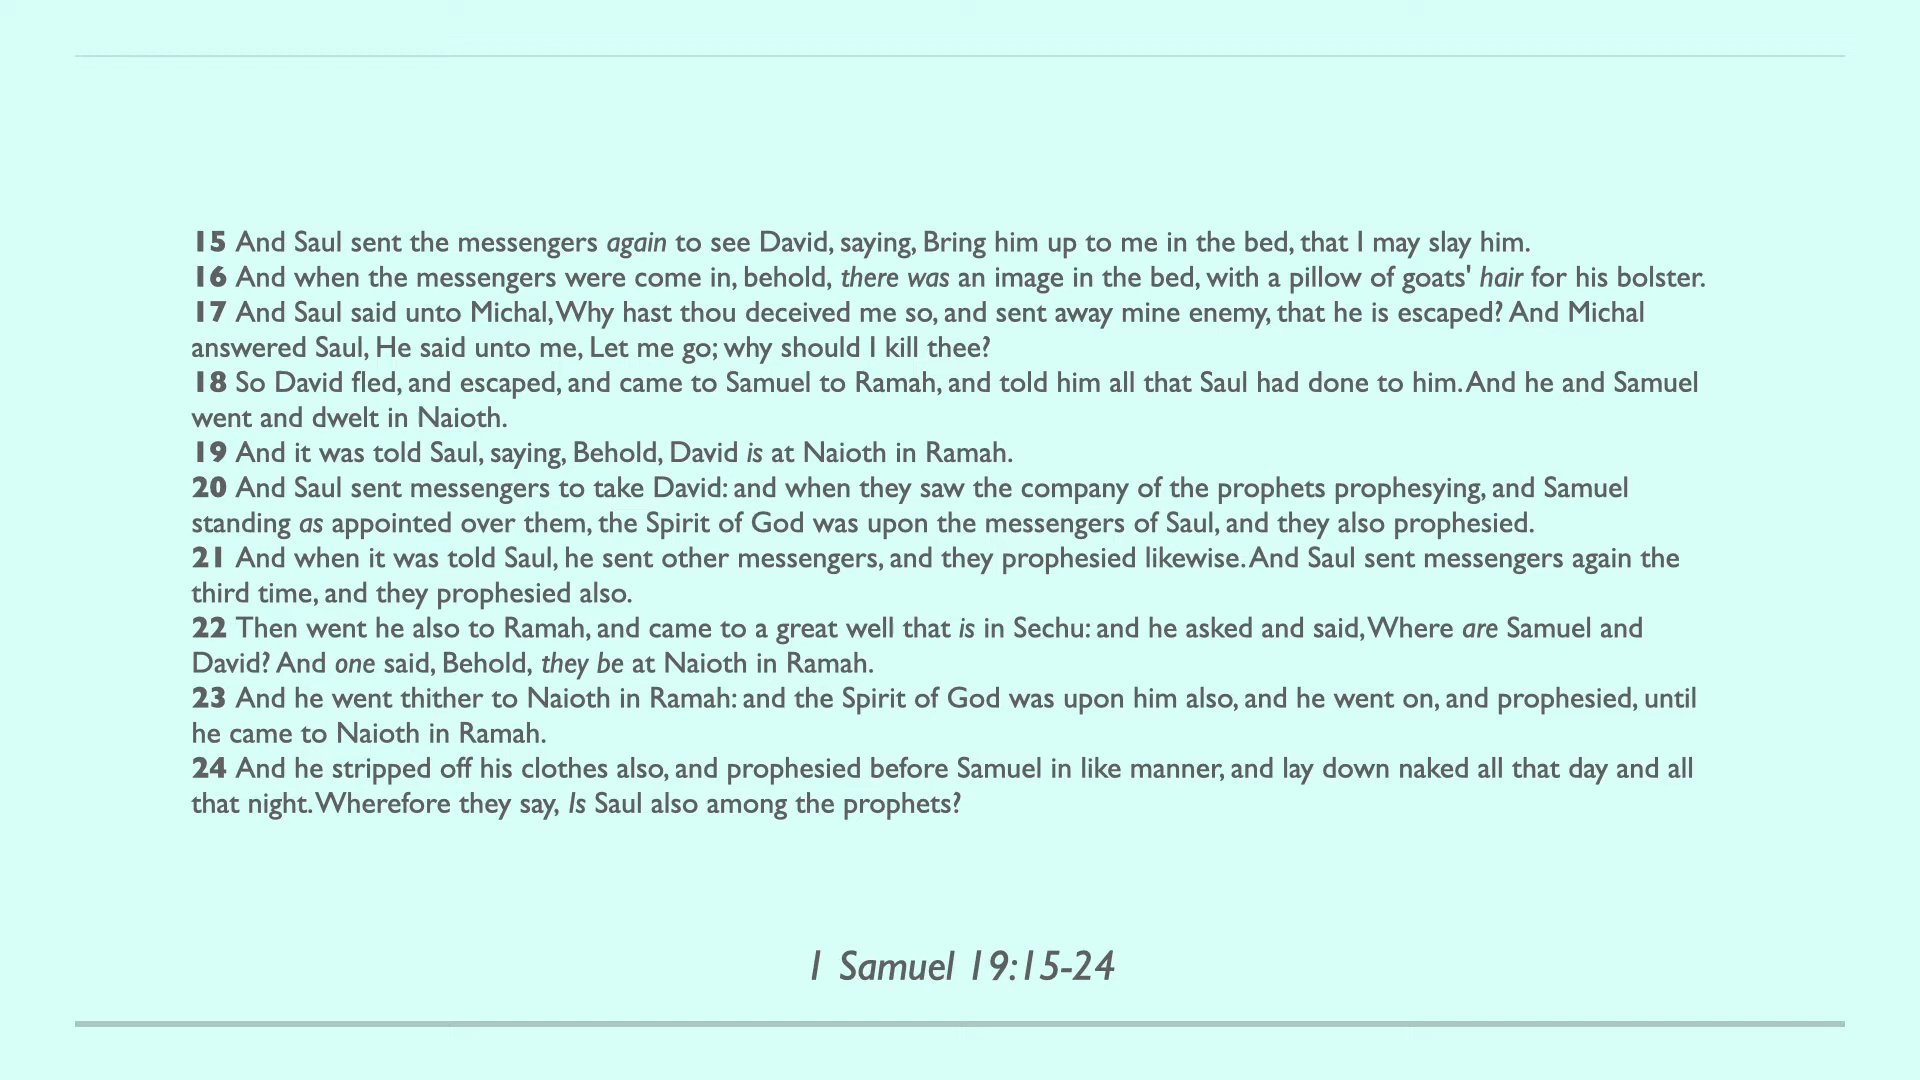 15 And Saul sent the messengers again to see David, saying, Bring him up to me in the bed, that I may slay him.
16 And when the messengers were come in, behold, there was an image in the bed, with a pillow of goats' hair for his bolster.
17 And Saul said unto Michal, Why hast thou deceived me so, and sent away mine enemy, that he is escaped? And Michal
answered Saul, He said unto me, Let me go; why should I kill thee?
18 So David fled, and escaped, and came to Samuel to Ramah, and told him all that Saul had done to him. And he and Samuel
went and dwelt in Naioth.
19 And it was told Saul, saying, Behold, David is at Naioth in Ramah.
20 And Saul sent messengers to take David: and when they saw the company of the prophets prophesying, and Samuel
standing as appointed over them, the Spirit of God was upon the messengers of Saul, and they also prophesied.
21 And when it was told Saul, he sent other messengers, and they prophesied likewise. And Saul sent messengers again the
third time, and they prophesied also.
22 Then went he also to Ramah, and came to a great well that is in Sechu: and he asked and said, Where are Samuel and
David? And one said, Behold, they be at Naioth in Ramah.
23 And he went thither to Naioth in Ramah: and the Spirit of God was upon him also, and he went on, and prophesied, until
he came to Naioth in Ramah.
24 And he stripped off his clothes also, and prophesied before Samuel in like manner, and lay down naked all that day and all
that night. Wherefore they say, Is Saul also among the prophets?
1 Samuel 19:15-24